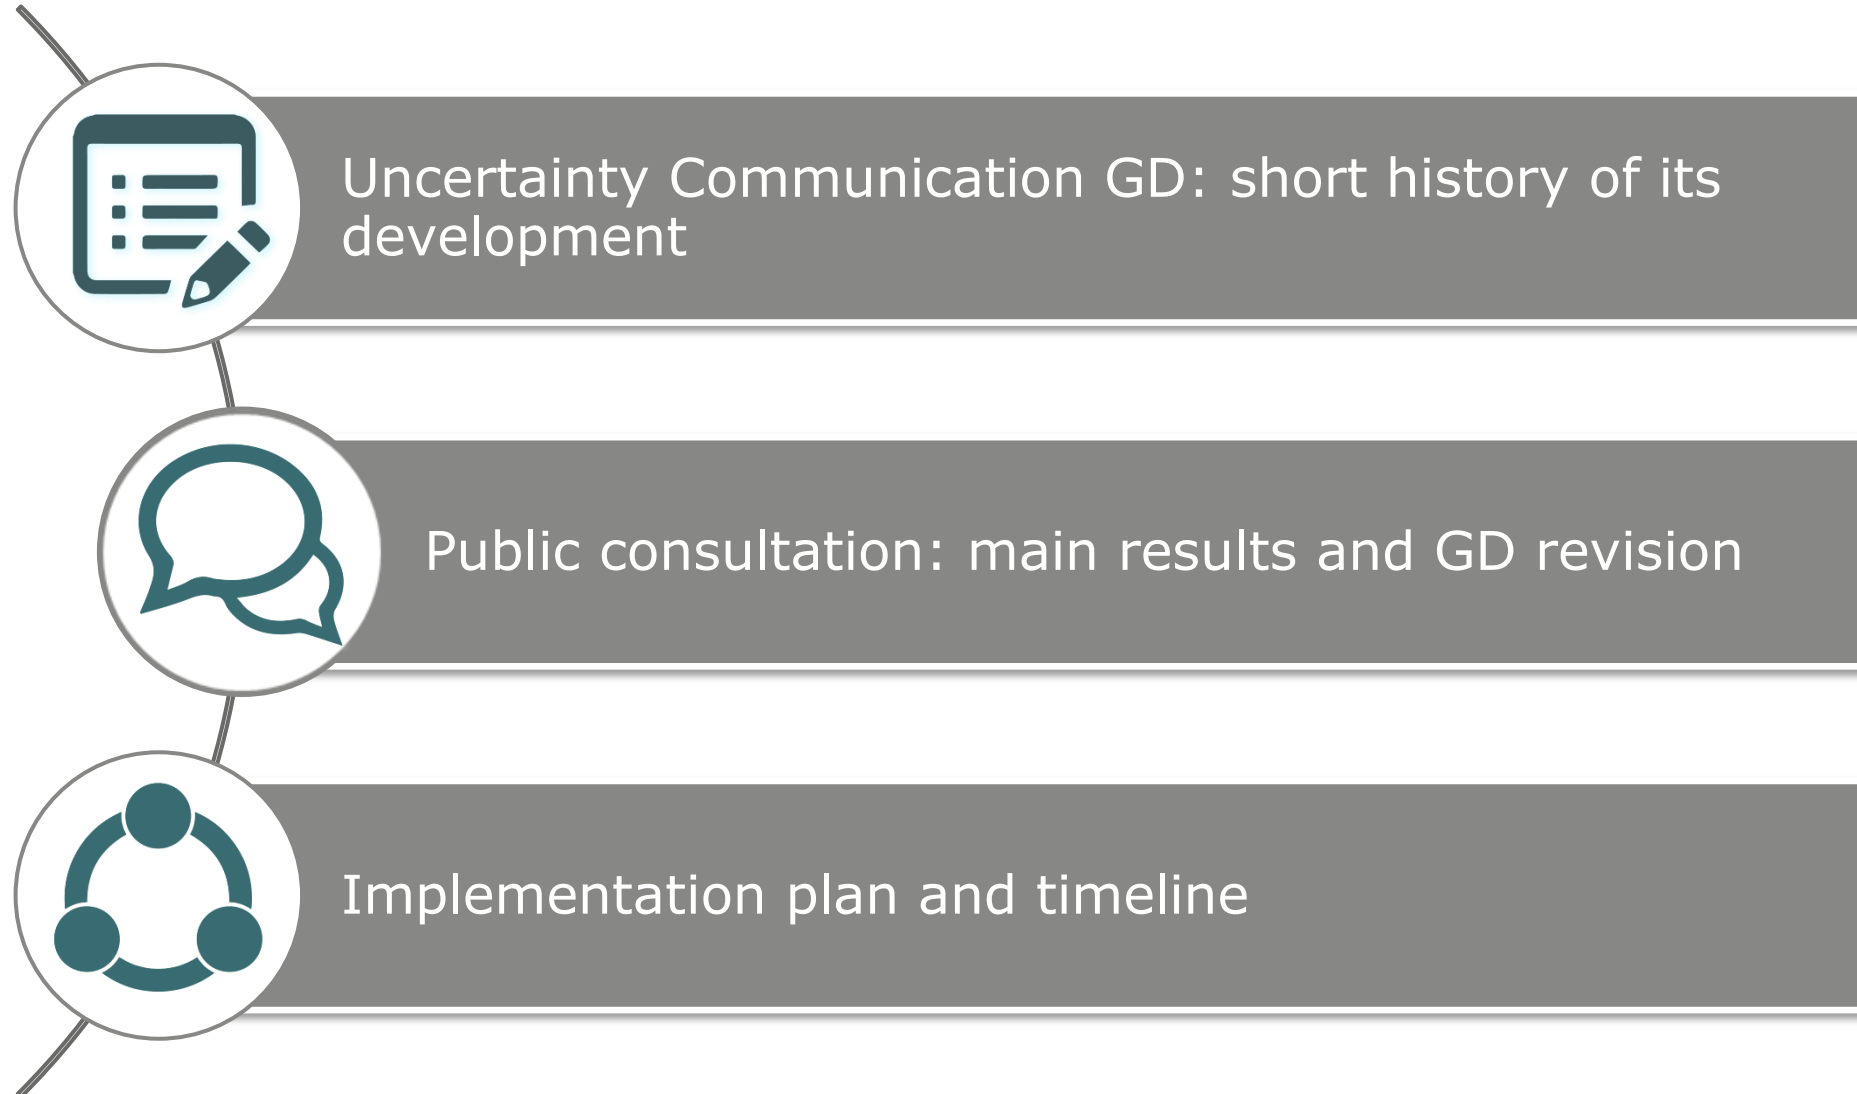 Uncertainty Communication GD: short history of its
development
Public consultation: main results and GD revision
Implementation plan and timeline